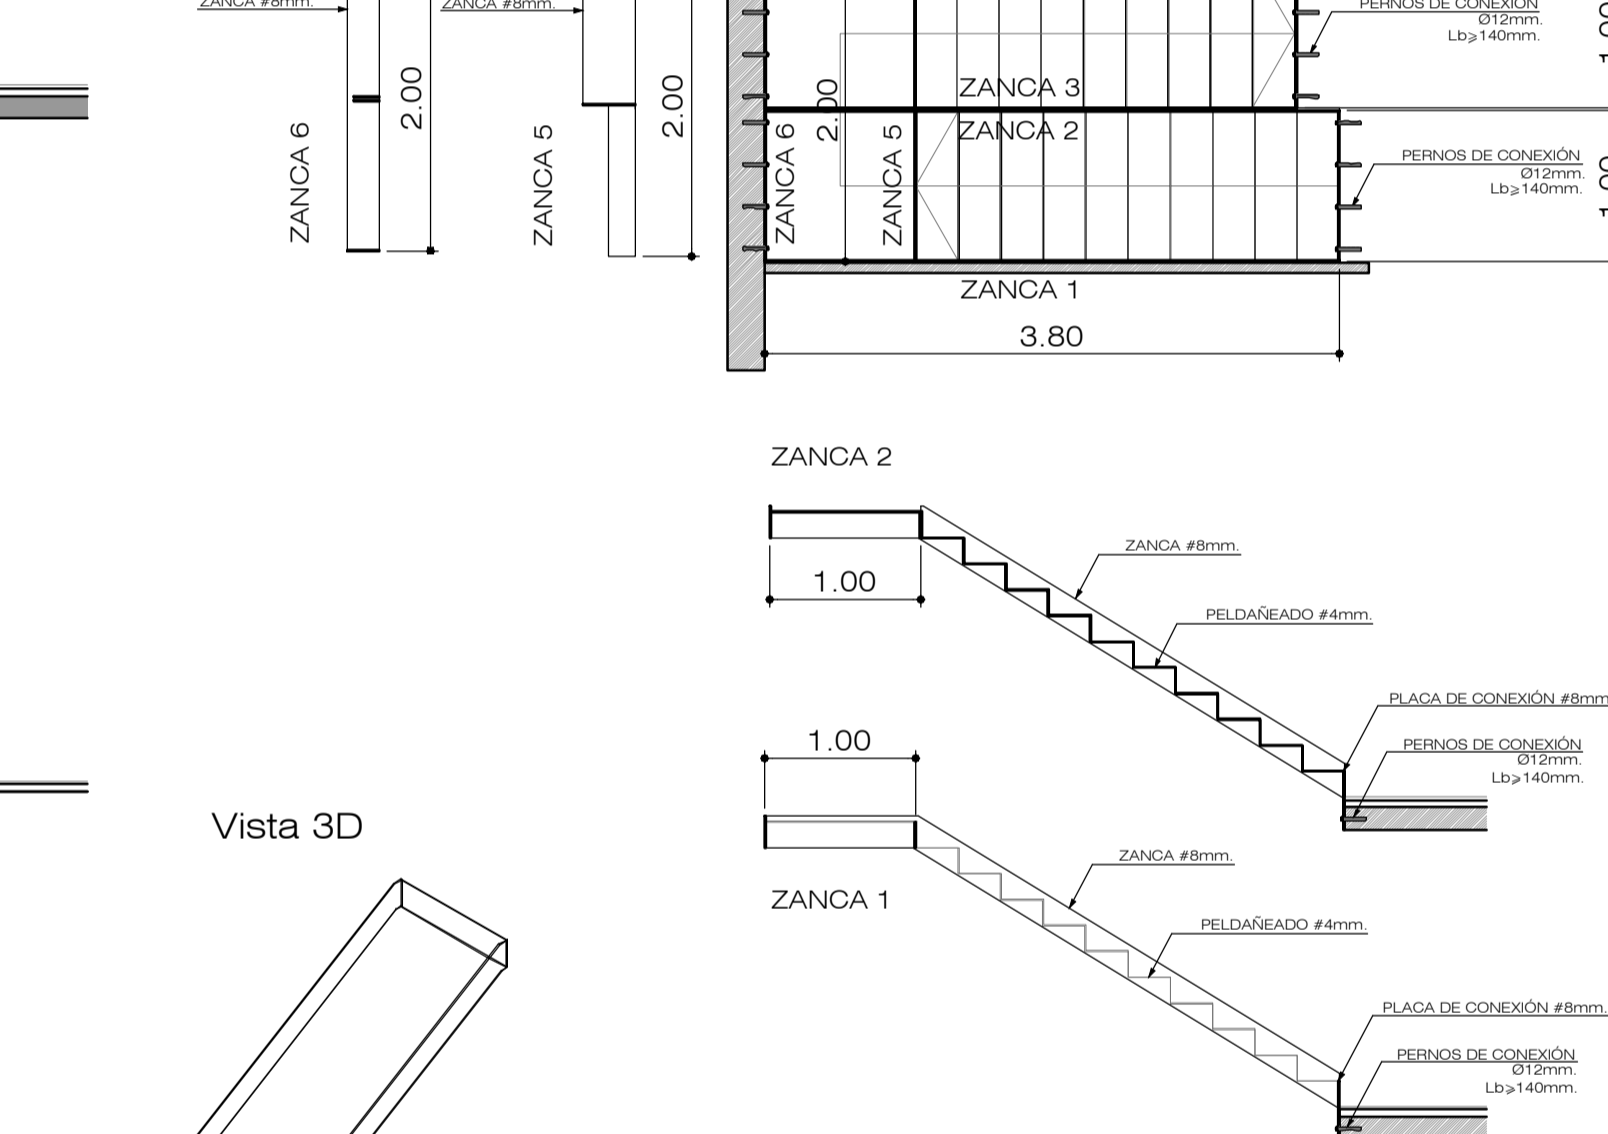 ZANCA #8mm.
ZANCA #8mm.
PERNOS DE CONEXIÓN
Ø12mm.
Lb⩾140mm.
2.00
2.00
2.00
ZANCA 3
ZANCA 2
ZANCA 6
ZANCA 5
ZANCA 6
ZANCA 5
PERNOS DE CONEXIÓN
Ø12mm.
Lb⩾140mm.
ZANCA 1
3.80
ZANCA 2
ZANCA #8mm.
1.00
PELDAÑEADO #4mm.
PLACA DE CONEXIÓN #8mm
PERNOS DE CONEXIÓN
Ø12mm.
Lb⩾140mm.
1.00
Vista 3D
ZANCA #8mm.
ZANCA 1
PELDAÑEADO #4mm.
PLACA DE CONEXIÓN #8mm.
PERNOS DE CONEXIÓN
Ø12mm.
Lb⩾140mm.